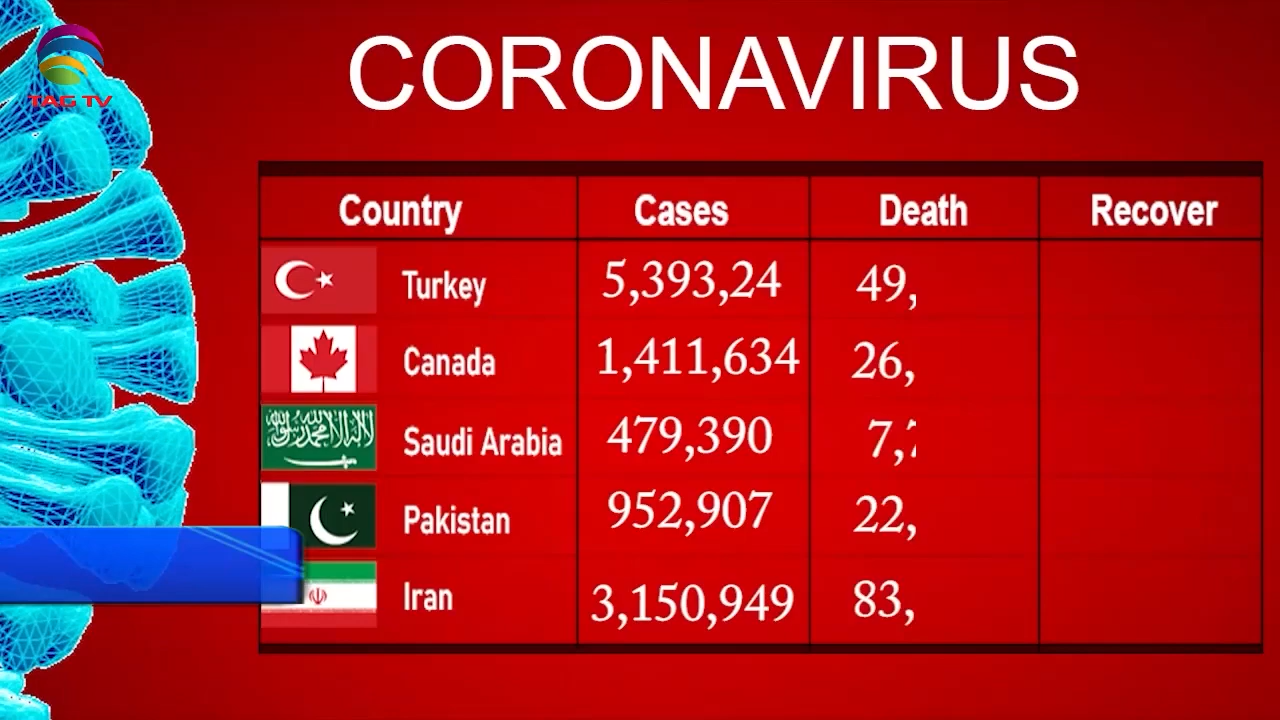 TAG TV
CORONAVIRUS
Country Cases Death Recover
Turkey 5,393,24 49,
Canada 1,411,634 26,
Saudi Arabia 479,390 7,
Pakistan 952,907 22,
Iran 3,150,949 83,